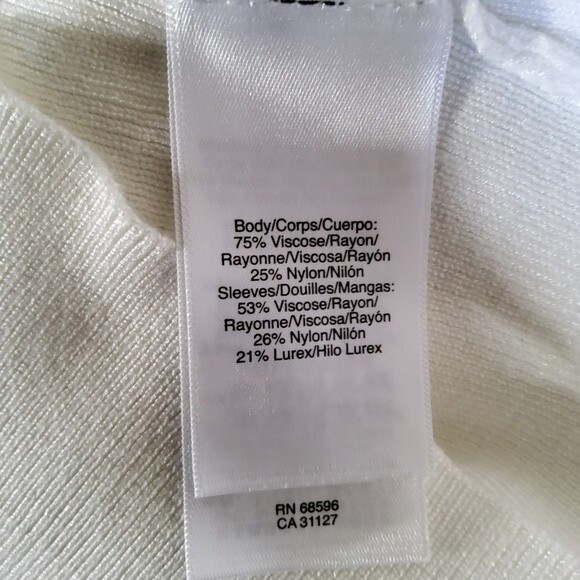 Body/Corps/Cuerpo:
75% Viscose/Rayon/
Rayonne/Viscosa/Rayón
25% Nylon/Nilón
Sleeves/Douilles/Mangas:
53% Viscose/Rayon/
Rayonne/Viscosa/Rayón
26% Nylon/Nilón
21% Lurex/Hilo Lurex
RN 68596
CA 31127